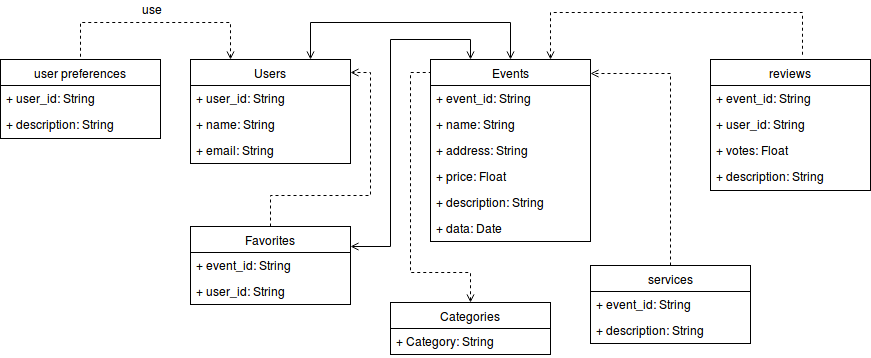 use
user preferences
+ user_id: String
+ description: String
Users
+ user_id: String
+ name: String
+ email: String
Events
+ event_id: String
+ name: String
+ address: String
+ price: Float
+ description: String
+ data: Date
reviews
+ event_id: String
+ user_id: String
+ votes: Float
+ description: String
Favorites
+ event_id: String
+ user_id: String
Categories
+ Category: String
services
+ event_id: String
+ description: String